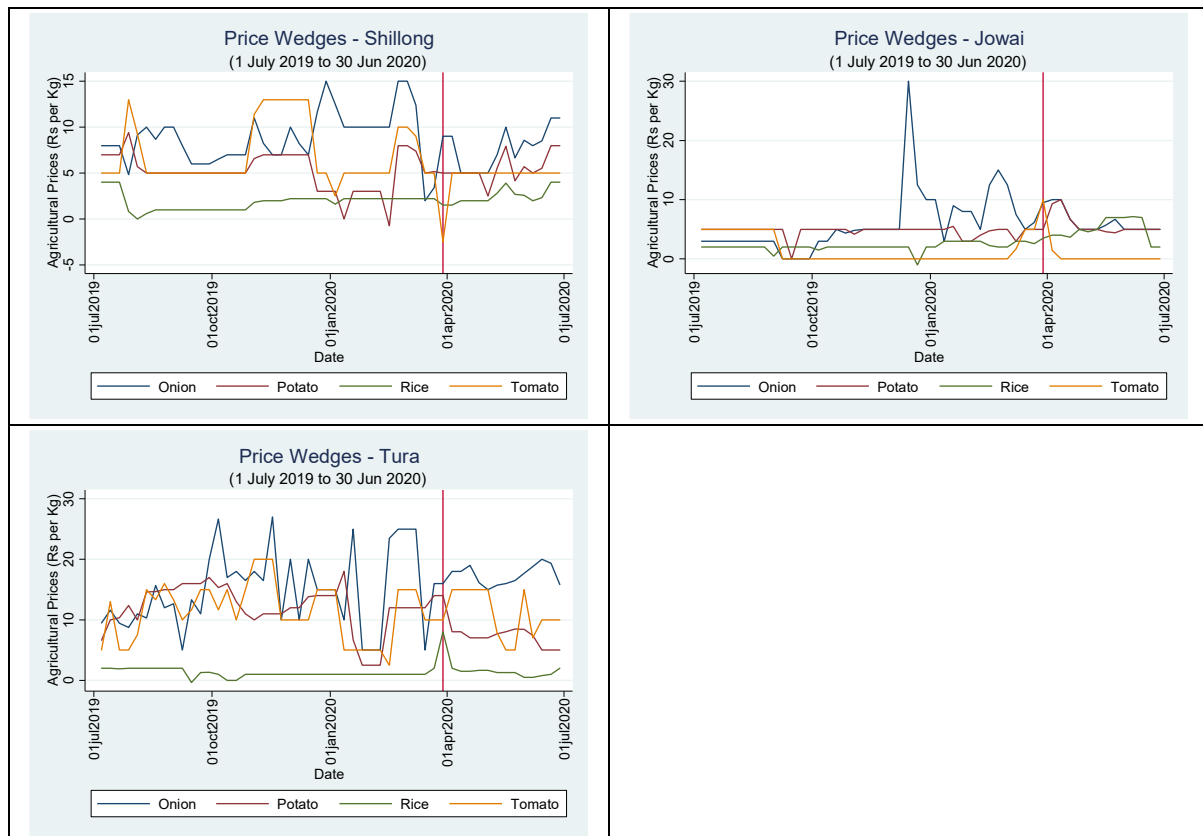 Price Wedges - Shillong
(1 July 2019 to 30 Jun 2020)
Agricultural Prices (Rs per Kg)
15
10
5
0
-5
01jul2019
01oct2019
01jan2020
01apr2020
01jul2020
Date
Onion Potato Rice Tomato
Price Wedges - Jowai
(1 July 2019 to 30 Jun 2020)
Agricultural Prices (Rs per Kg)
30
20
10
0
01jul2019
01oct2019
01jan2020
01apr2020
01jul2020
Date
Onion Potato Rice Tomato
Price Wedges - Tura
(1 July 2019 to 30 Jun 2020)
Agricultural Prices (Rs per Kg)
30
20
10
0
01jul2019
01oct2019
01jan2020
01apr2020
01jul2020
Date
Onion Potato Rice Tomato